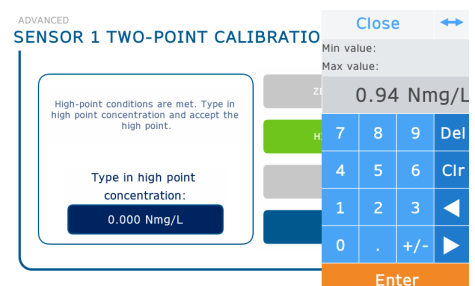 ADVANCED
SENSOR 1 TWO-POINT CALIBRATIO
High-point conditions are met. Type in
high point concentration and accept the
high point.
Type in high point
concentration:
0.000 Nmg/L
Close
Min value:
Max value:
0.94 Nmg/L
7 8 9 Del
4 5 6 Clr
1 2 3
0 . +/-
Enter